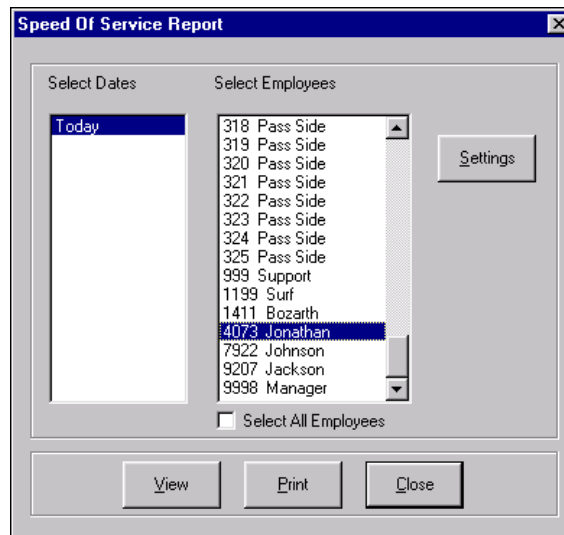 Speed Of Service Report
Select Dates
Select Employees
Today
318 Pass Side
319 Pass Side
320 Pass Side
321 Pass Side
322 Pass Side
323 Pass Side
324 Pass Side
325 Pass Side
999 Support
1199 Surf
1411 Bozarth
4073 Jonathan
7922 Johnson
9207 Jackson
9998 Manager
Settings
Select All Employees
View Print Close